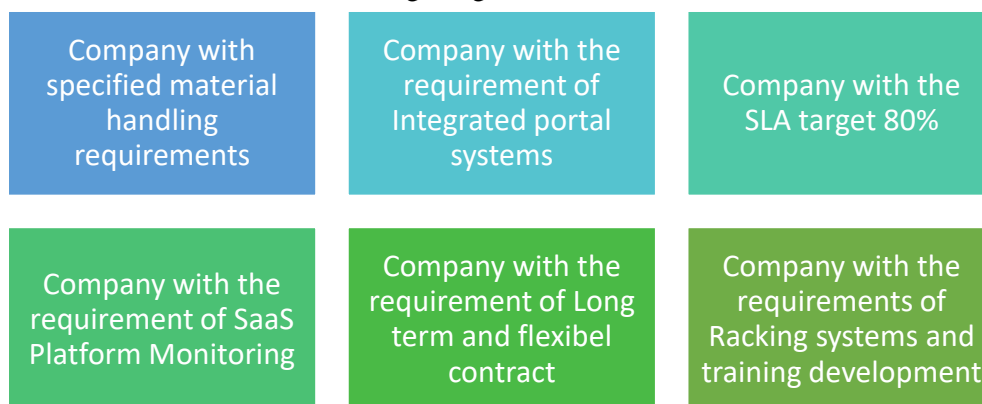 Company with
specified material
handling
requirements
Company with the
requirement of
Integrated portal
systems
Company with the
SLA target 80%
Company with the
requirement of SaaS
Platform Monitoring
Company with the
requirement of Long
term and flexibel
contract
Company with the
requirements of
Racking systems and
training development